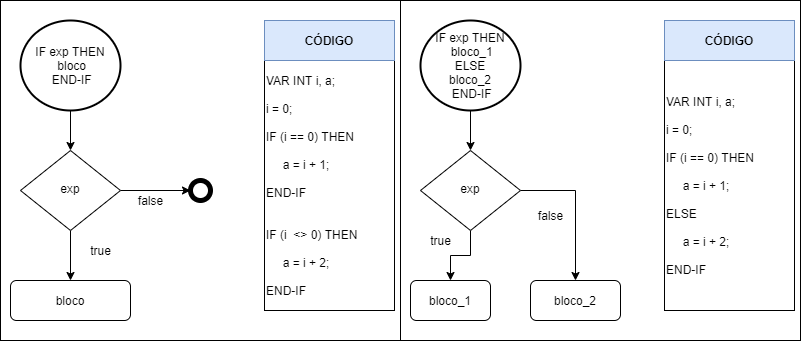 IF exp THEN
bloco
END-IF
exp
false
true
bloco
CÓDIGO
VAR INT i, a;
i = 0;
IF (i == 0) THEN
a = i + 1;
END-IF
IF (i <> 0) THEN
a = i + 2;
END-IF
IF exp THEN
bloco_1
ELSE
bloco_2
END-IF
exp
false
true
bloco_1
bloco_2
CÓDIGO
VAR INT i, a;
i = 0;
IF (i == 0) THEN
a = i + 1;
ELSE
a = i + 2;
END-IF